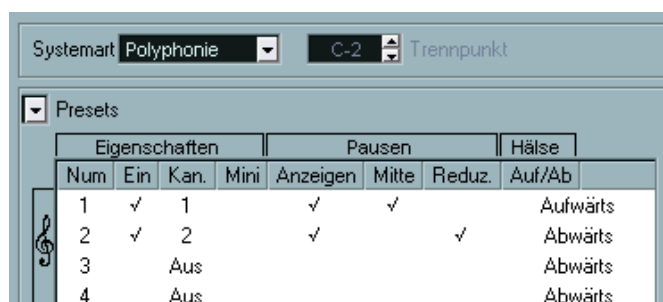 Systemart Polyphonie C-2 Trennpunkt
Presets
Eigenschaften Pausen Hälse
Num Ein Kan. Mini Anzeigen Mitte Reduz. Auf/Ab
1 √ 1 √ √ Aufwärts
2 √ 2 √ √ Abwärts
3 Aus Abwärts
4 Aus Abwärts